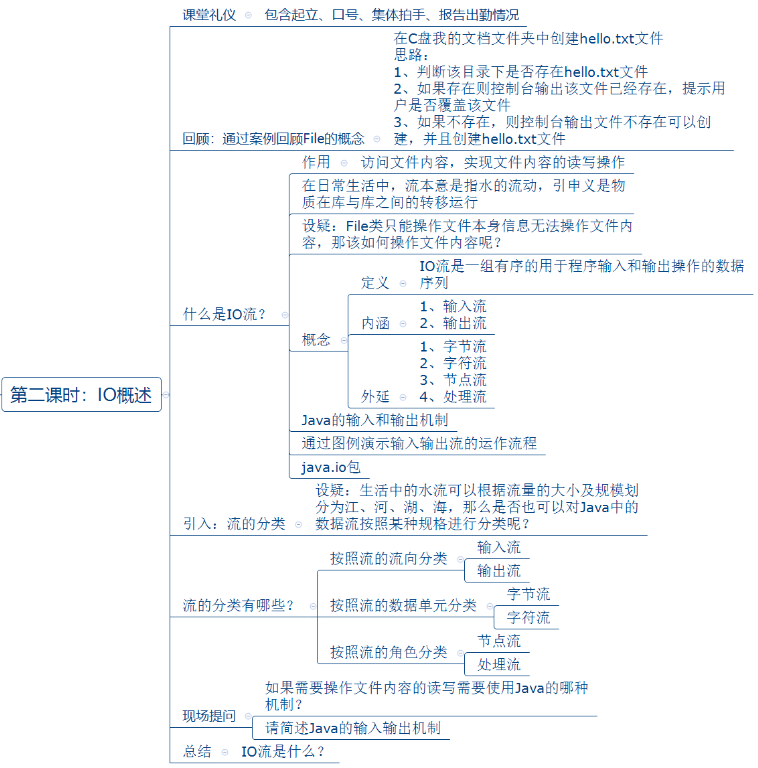 课堂礼仪
包含起立、口号、集体拍手、报告出勤情况
在C盘我的文档文件夹中创建hello.txt文件
思路：
1、判断该目录下是否存在hello.txt文件
2、如果存在则控制台输出该文件已经存在，提示用
户是否覆盖该文件
3、如果不存在，则控制台输出文件不存在可以创
建，并且创建hello.txt文件
回顾：通过案例回顾File的概念
作用
访问文件内容，实现文件内容的读写操作
在日常生活中，流本意是指水的流动，引申义是物
质在库与库之间的转移运行
设疑：File类只能操作文件本身信息无法操作文件内
容，那该如何操作文件内容呢？
IO流是一组有序的用于程序输入和输出操作的数据
序列
定义
什么是IO流？
1、输入流
2、输出流
内涵
概念
1、字节流
2、字符流
3、节点流
4、处理流
外延
第二课时：IO概述
Java的输入和输出机制
通过图例演示输入输出流的运作流程
java.io包
设疑：生活中的水流可以根据流量的大小及规模划
分为江、河、湖、海，那么是否也可以对Java中的
数据流按照某种规格进行分类呢？
引入：流的分类
按照流的流向分类
输入流
输出流
流的分类有哪些？
按照流的数据单元分类
字节流
字符流
按照流的角色分类
节点流
处理流
如果需要操作文件内容的读写需要使用Java的哪种
机制？
现场提问
请简述Java的输入输出机制
总结
IO流是什么？